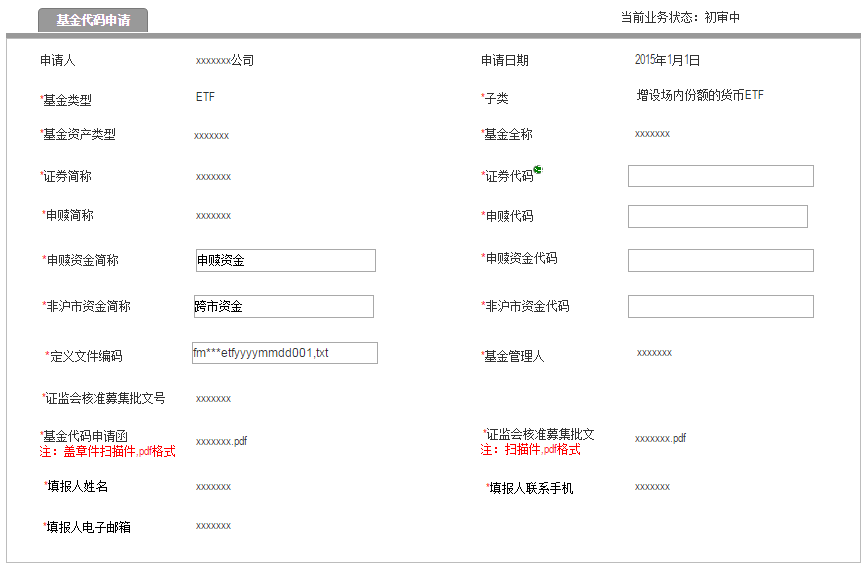 基金代码申请
当前业务状态：初审中
申请人 xxxxxxx公司 申请日期 2015年1月1日
*基金类型 ETF *子类 增设场内份额的货币ETF
*基金资产类型 xxxxxxx *基金全称 xxxxxxx
*证券简称 xxxxxxx *证券代码
*申赎简称 xxxxxxx *申赎代码
*申赎资金简称 申赎资金 *申赎资金代码
*非沪市资金简称 跨市资金 *非沪市资金代码
*定义文件编码 fm***etfyyyymmdd001,txt *基金管理人 xxxxxxx
*证监会核准募集批文号 xxxxxxx
*基金代码申请函 xxxxxxx.pdf *证监会核准募集批文 xxxxxxx.pdf
注：盖章件扫描件,pdf格式 注：扫描件,pdf格式
*填报人姓名 xxxxxxx *填报人联系手机 xxxxxxx
*填报人电子邮箱 xxxxxxx